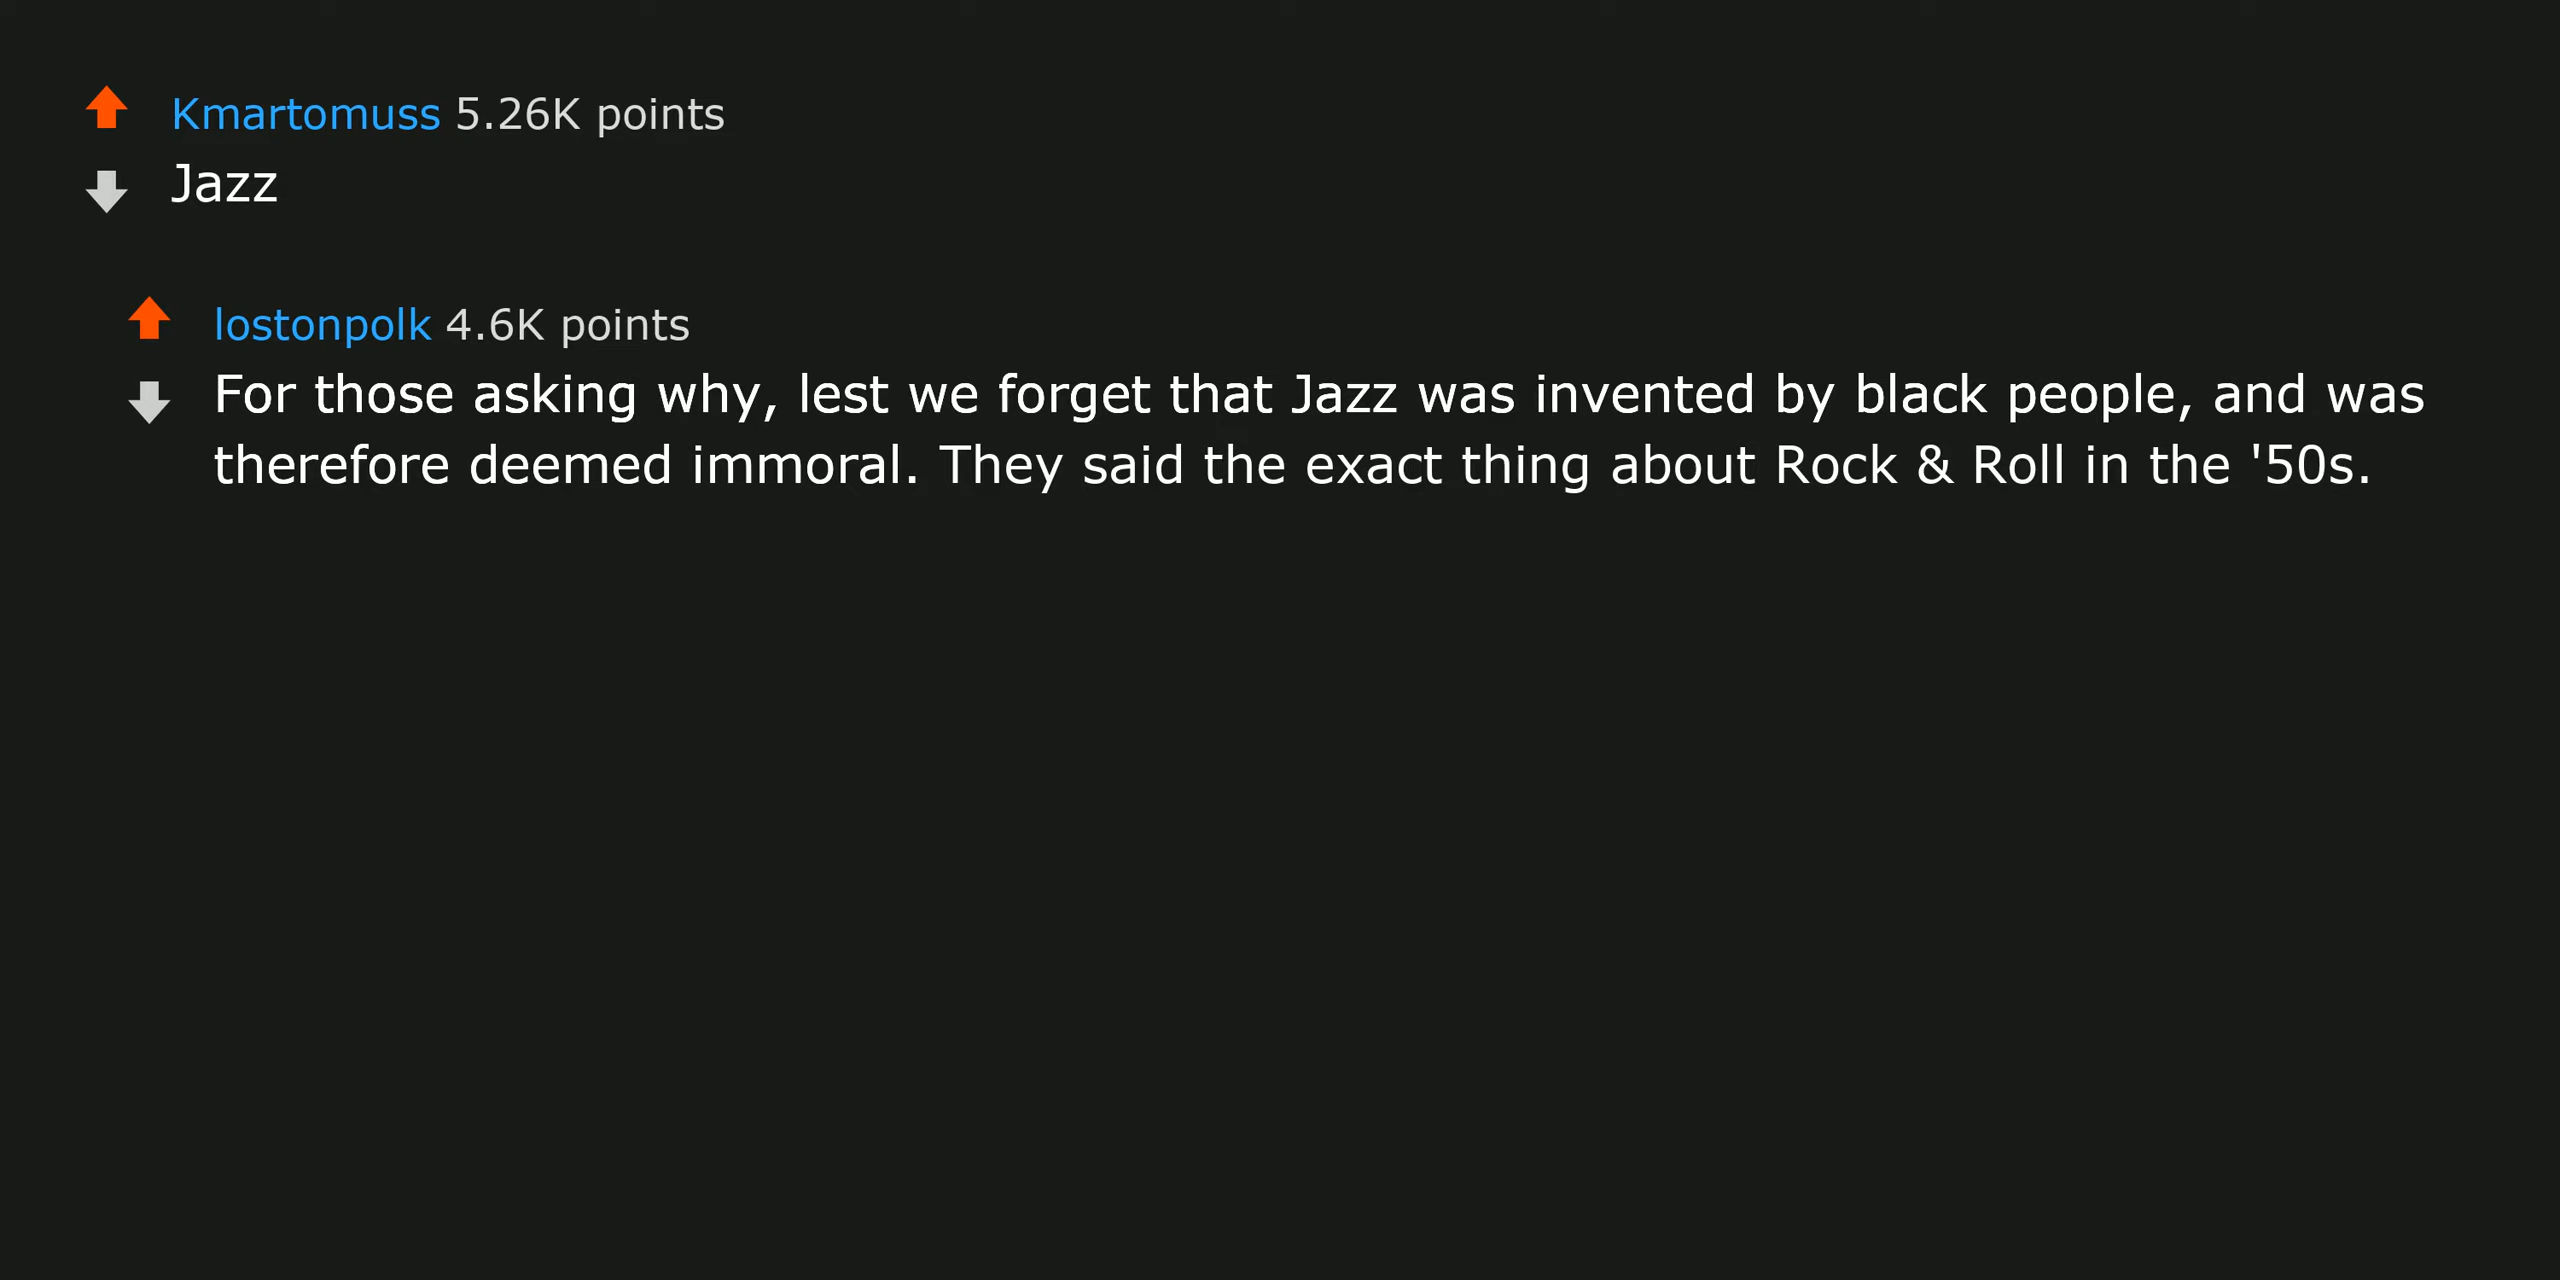 Kmartomuss 5.26K points
Jazz
lostonpolk 4.6K points
For those asking why, lest we forget that Jazz was invented by black people, and was
therefore deemed immoral. They said the exact thing about Rock & Roll in the '50s.